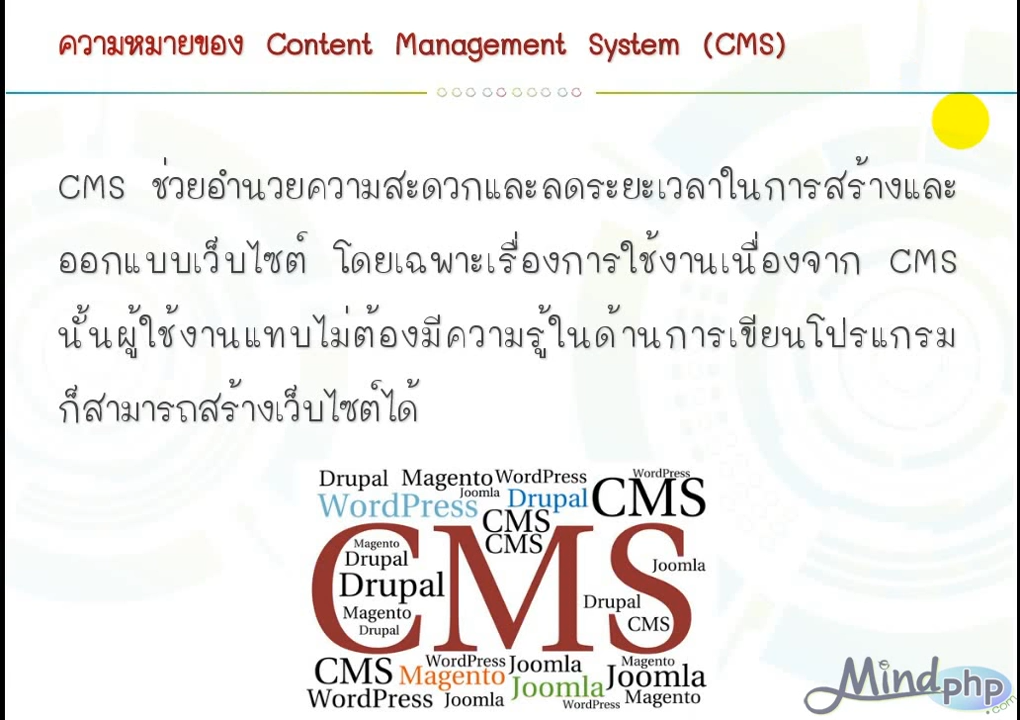 ความหมายของ Content Management System (CMS)
CMS ช่วยอำนวยความสะดวกและลดระยะเวลาในการสร้างและ
ออกแบบเว็บไซต์ โดยเฉพาะเรื่องการใช้งานเนื่องจาก CMS
นั้นผู้ใช้งานแทบไม่ต้องมีความรู้ในด้านการเขียนโปรแกรม
ก็สามารถสร้างเว็บไซต์ได้
Drupal Magento WordPress WordPress
WordPress Joomla Drupal CMS
CMS
CMS
CMS
Magento
Drupal
Drupal
Magento
Drupal
Joomla
Drupal
CMS
CMS WordPress Joomla Magento
Magento Joomla Joomla
WordPress Joomla WordPress Magento
Mindphp.com